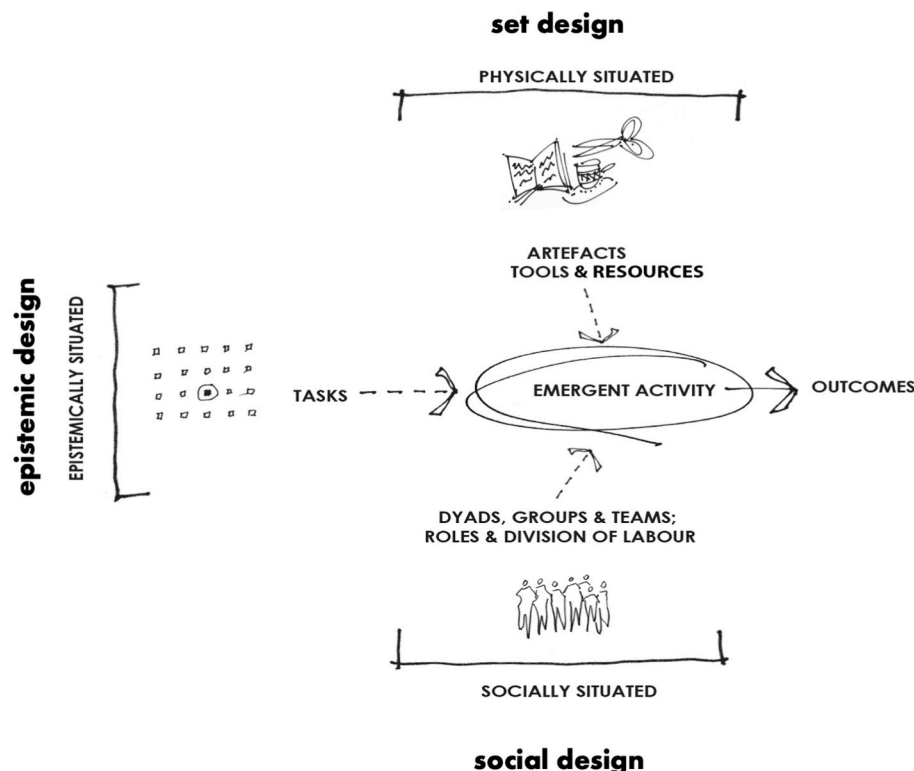 set design
PHYSICALLY SITUATED
ARTEFACTS
TOOLS & RESOURCES
epistemic design
EPISTEMICALLY SITUATED
TASKS
EMERGENT ACTIVITY
OUTCOMES
DYADS, GROUPS & TEAMS;
ROLES & DIVISION OF LABOUR
SOCIALLY SITUATED
social design